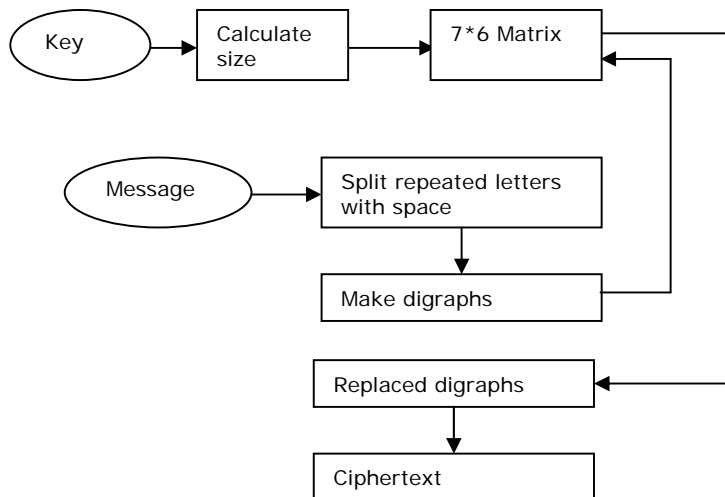 Key
Calculate
size
7*6 Matrix
Message
Split repeated letters
with space
Make digraphs
Replaced digraphs
Ciphertext